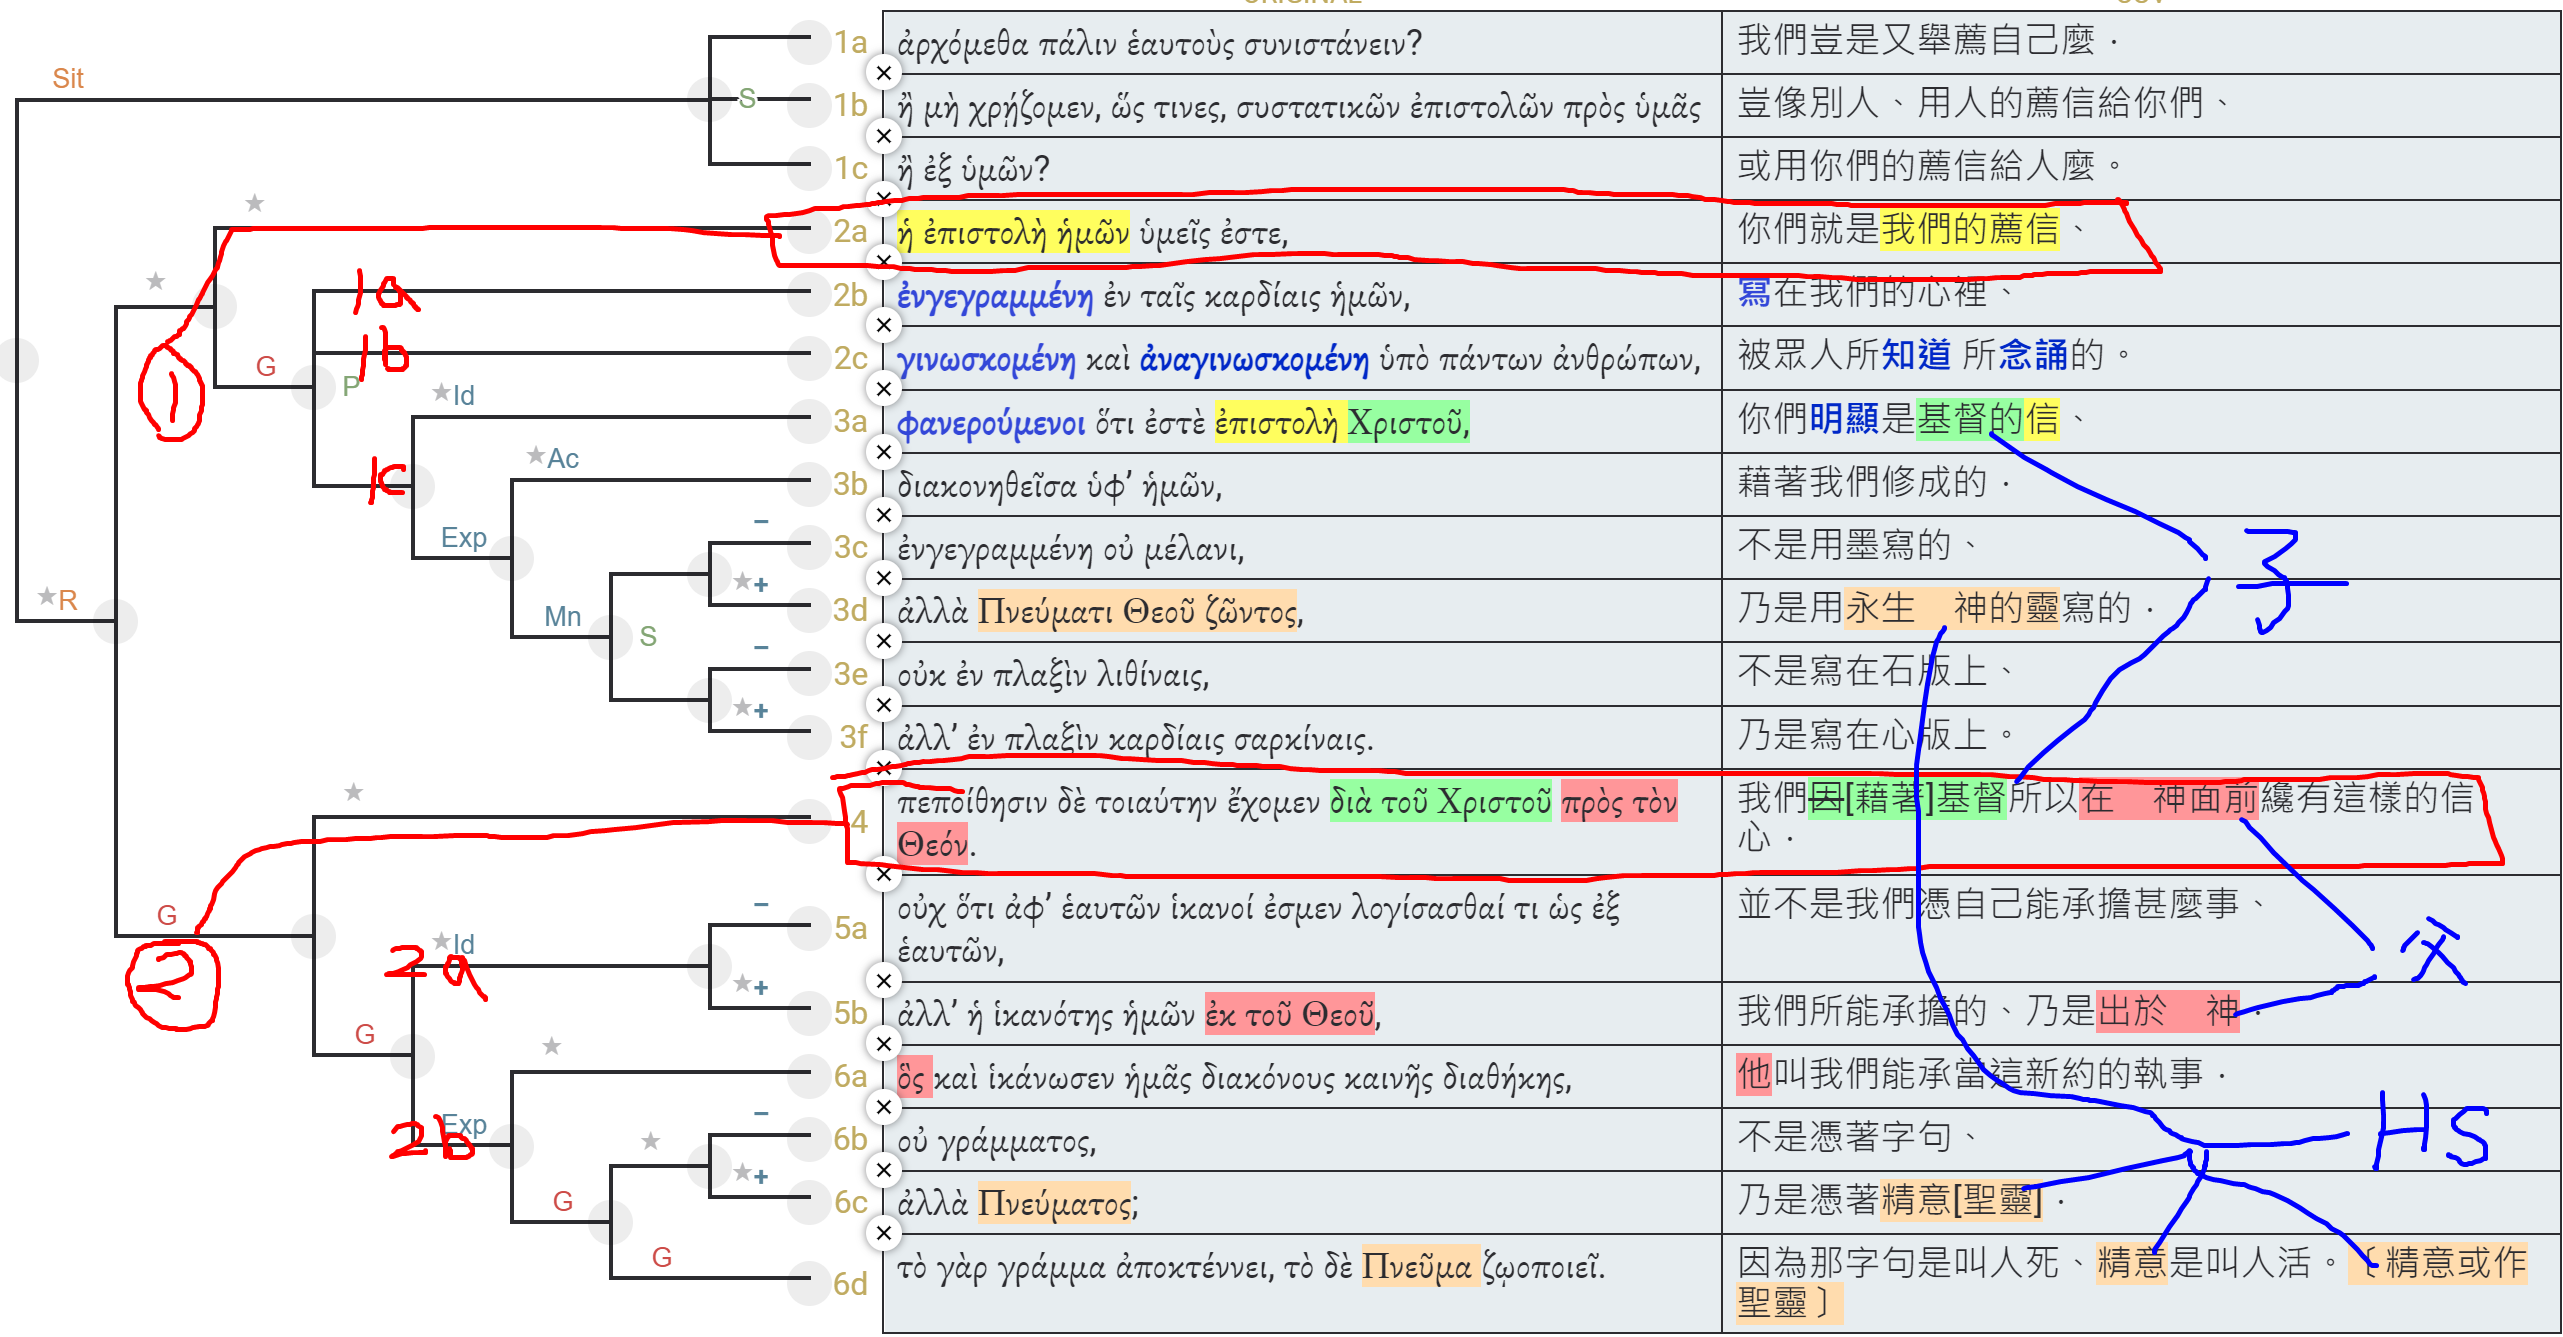 Sit
S
1a ἀρχόμεθα πάλιν ἑαυτοὺς συνιστάνειν? 我們豈是又舉薦自己麼．
1b ἢ μὴ χρῄζομεν, ὥς τινες, συστατικῶν ἐπιστολῶν πρὸς ὑμᾶς 豈像別人、用人的薦信給你們、
1c ἢ ἐξ ὑμῶν? 或用你們的薦信給人麼。
★ 2a ἡ ἐπιστολὴ ἡμῶν ὑμεῖς ἐστε, 你們就是我們的薦信、
★ 1a 2b ἐνγεγραμμένη ἐν ταῖς καρδίαις ἡμῶν, 寫在我們的心裡、
G 1b 2c γινωσκομένη καὶ ἀναγινωσκομένη ὑπὸ πάντων ἀνθρώπων, 被眾人所知道 所念誦的。
① P ★Id 3a φανερούμενοι ὅτι ἐστὲ ἐπιστολὴ Χριστοῦ, 你們明顯是基督的信、
1c ★Ac 3b διακονηθεῖσα ὑφ’ ἡμῶν, 藉著我們修成的．
Exp − 3c ἐνγεγραμμένη οὐ μέλανι, 不是用墨寫的、
子
★R Mn ★+ 3d ἀλλὰ Πνεύματι Θεοῦ ζῶντος, 乃是用永生　神的靈寫的．
S − 3e οὐκ ἐν πλαξὶν λιθίναις, 不是寫在石版上、
★+ 3f ἀλλ’ ἐν πλαξὶν καρδίαις σαρκίναις. 乃是寫在心版上。
★ 4 πεποίθησιν δὲ τοιαύτην ἔχομεν διὰ τοῦ Χριστοῦ πρὸς τὸν 我們因[藉著]基督所以在　神面前纔有這樣的信
Θεόν. 心．
G − 5a οὐχ ὅτι ἀφ’ ἑαυτῶν ἱκανοί ἐσμεν λογίσασθαί τι ὡς ἐξ 並不是我們憑自己能承擔甚麼事、
ἑαυτῶν,
父
② 2a ★Id ★+ 5b ἀλλ’ ἡ ἱκανότης ἡμῶν ἐκ τοῦ Θεοῦ, 我們所能承擔的、乃是出於　神．
G ★ 6a ὃς καὶ ἱκάνωσεν ἡμᾶς διακόνους καινῆς διαθήκης, 他叫我們能承當這新約的執事．
2b Exp ★ − 6b οὐ γράμματος, 不是憑著字句、
HS
G ★+ 6c ἀλλὰ Πνεύματος; 乃是憑著精意[聖靈]．
G 6d τὸ γὰρ γράμμα ἀποκτέννει, τὸ δὲ Πνεῦμα ζῳοποιεῖ. 因為那字句是叫人死、精意是叫人活。〔精意或作
聖靈〕